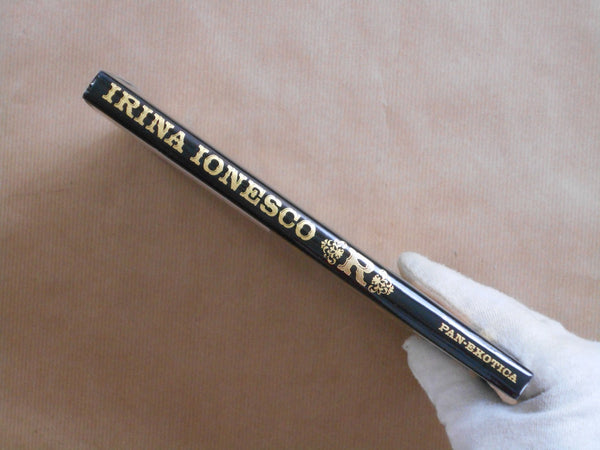 IRINA IONESCO R PAN-EXOTICA